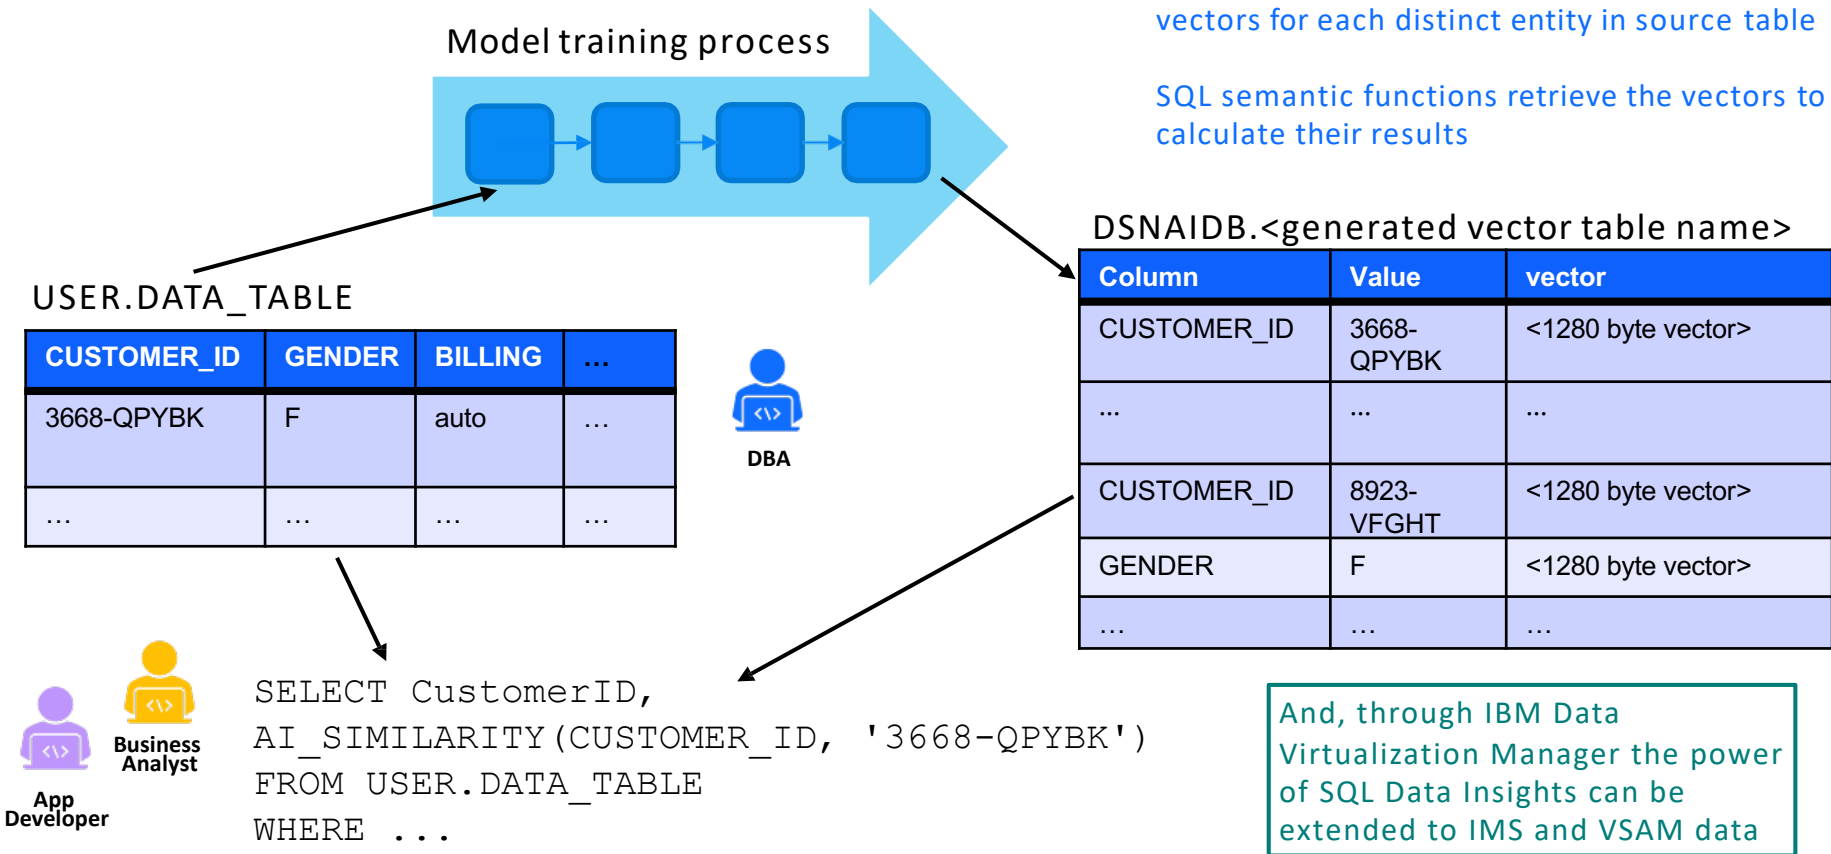 vectors for each distinct entity in source table
SQL semantic functions retrieve the vectors to
calculate their results
Model training process
DSNAIDB.<generated vector table name>
Column Value vector
CUSTOMER_ID 3668- <1280 byte vector>
QPYBK
... ... ...
CUSTOMER_ID 8923- <1280 byte vector>
VFGHT
GENDER F <1280 byte vector>
… … …
USER.DATA_TABLE
CUSTOMER_ID GENDER BILLING …
3668-QPYBK F auto …
… … … …
DBA
Business
Analyst
App
Developer
SELECT CustomerID,
AI_SIMILARITY(CUSTOMER_ID, '3668-QPYBK')
FROM USER.DATA_TABLE
WHERE ...
And, through IBM Data
Virtualization Manager the power
of SQL Data Insights can be
extended to IMS and VSAM data